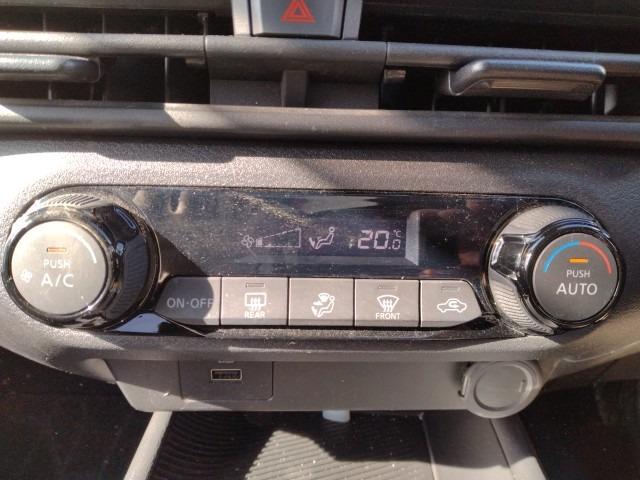 20.0
°C
PUSH
A/C
PUSH
AUTO
ON·OFF
REAR
FRONT